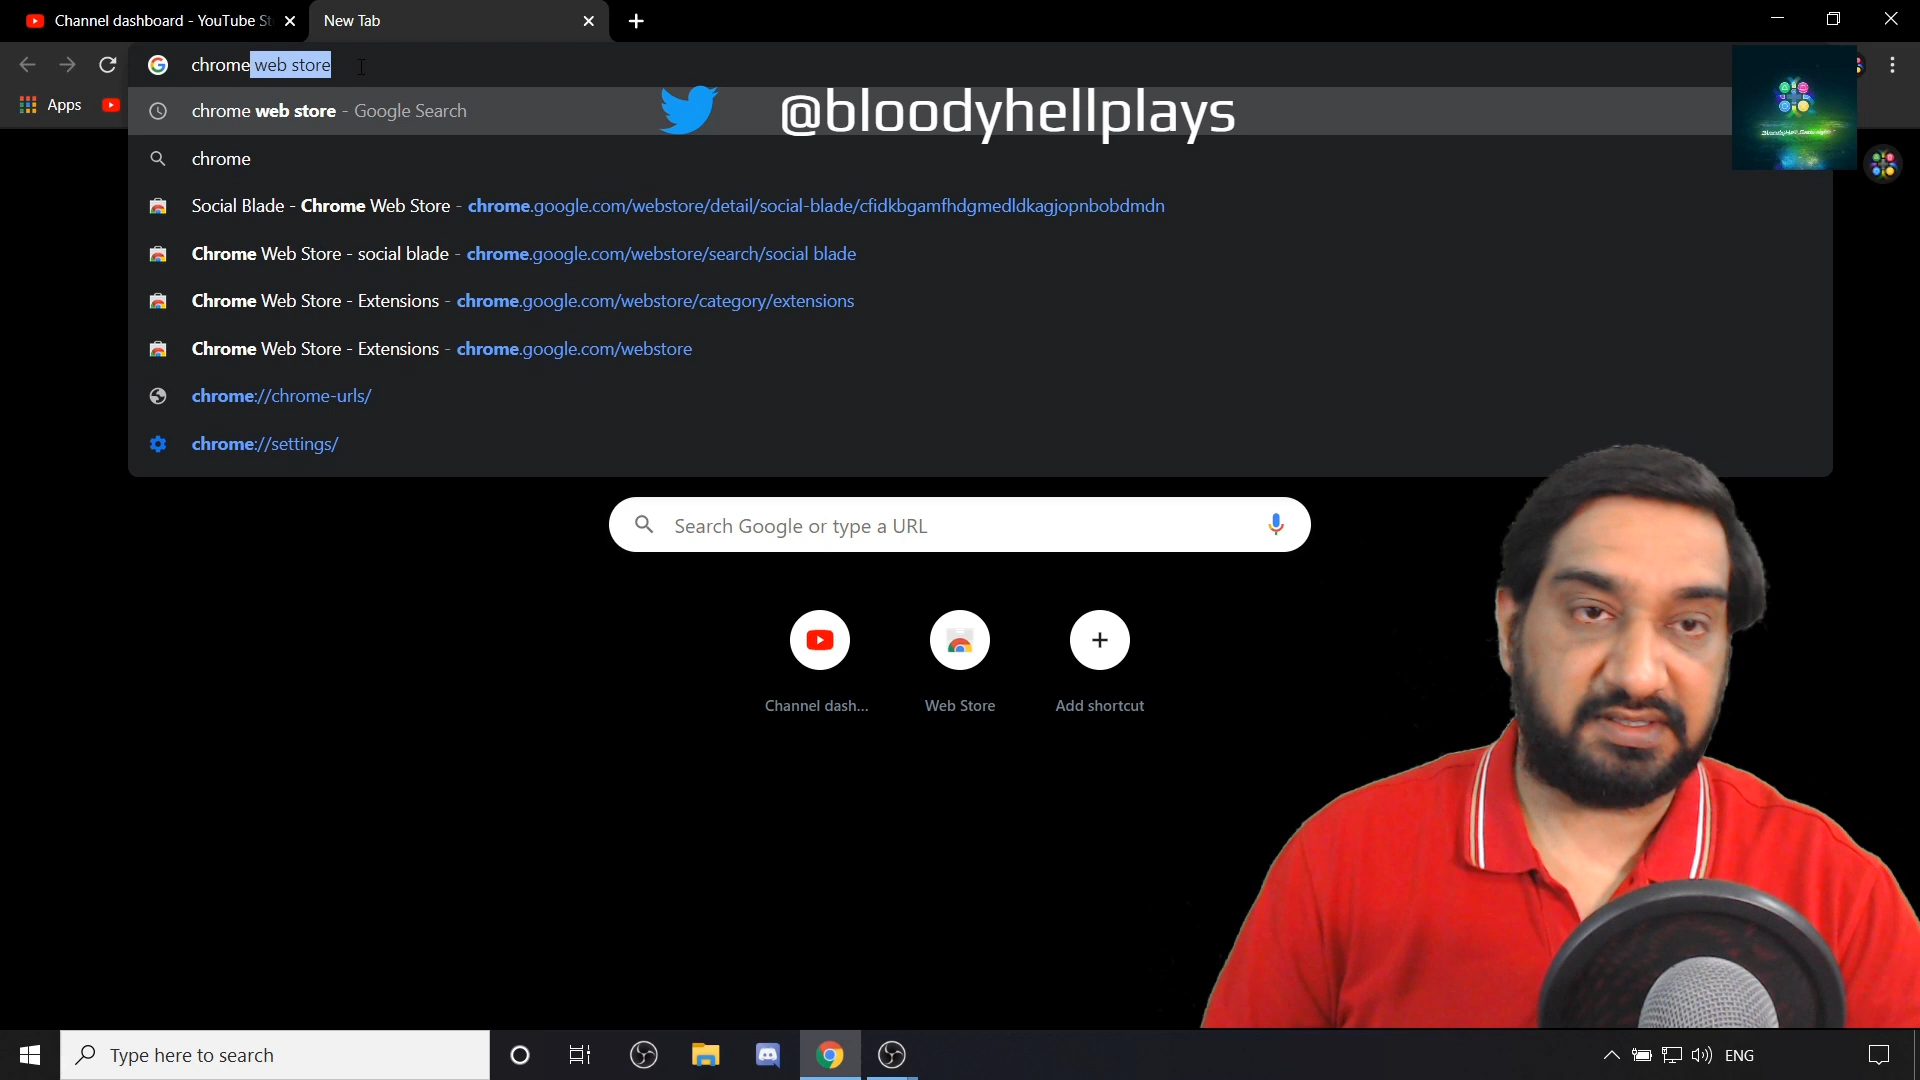 Channel dashboard - YouTube St
New Tab
chrome web store
Apps
chrome web store - Google Search
@bloodyhellplays
chrome
Social Blade - Chrome Web Store - chrome.google.com/webstore/detail/social-blade/cfidkbgamfhdgmedldkagjopnbobdmdn
Chrome Web Store - social blade - chrome.google.com/webstore/search/social blade
Chrome Web Store - Extensions - chrome.google.com/webstore/category/extensions
Chrome Web Store - Extensions - chrome.google.com/webstore
chrome://chrome-urls/
chrome://settings/
Search Google or type a URL
Channel dash...
Web Store
Add shortcut
Type here to search
ENG